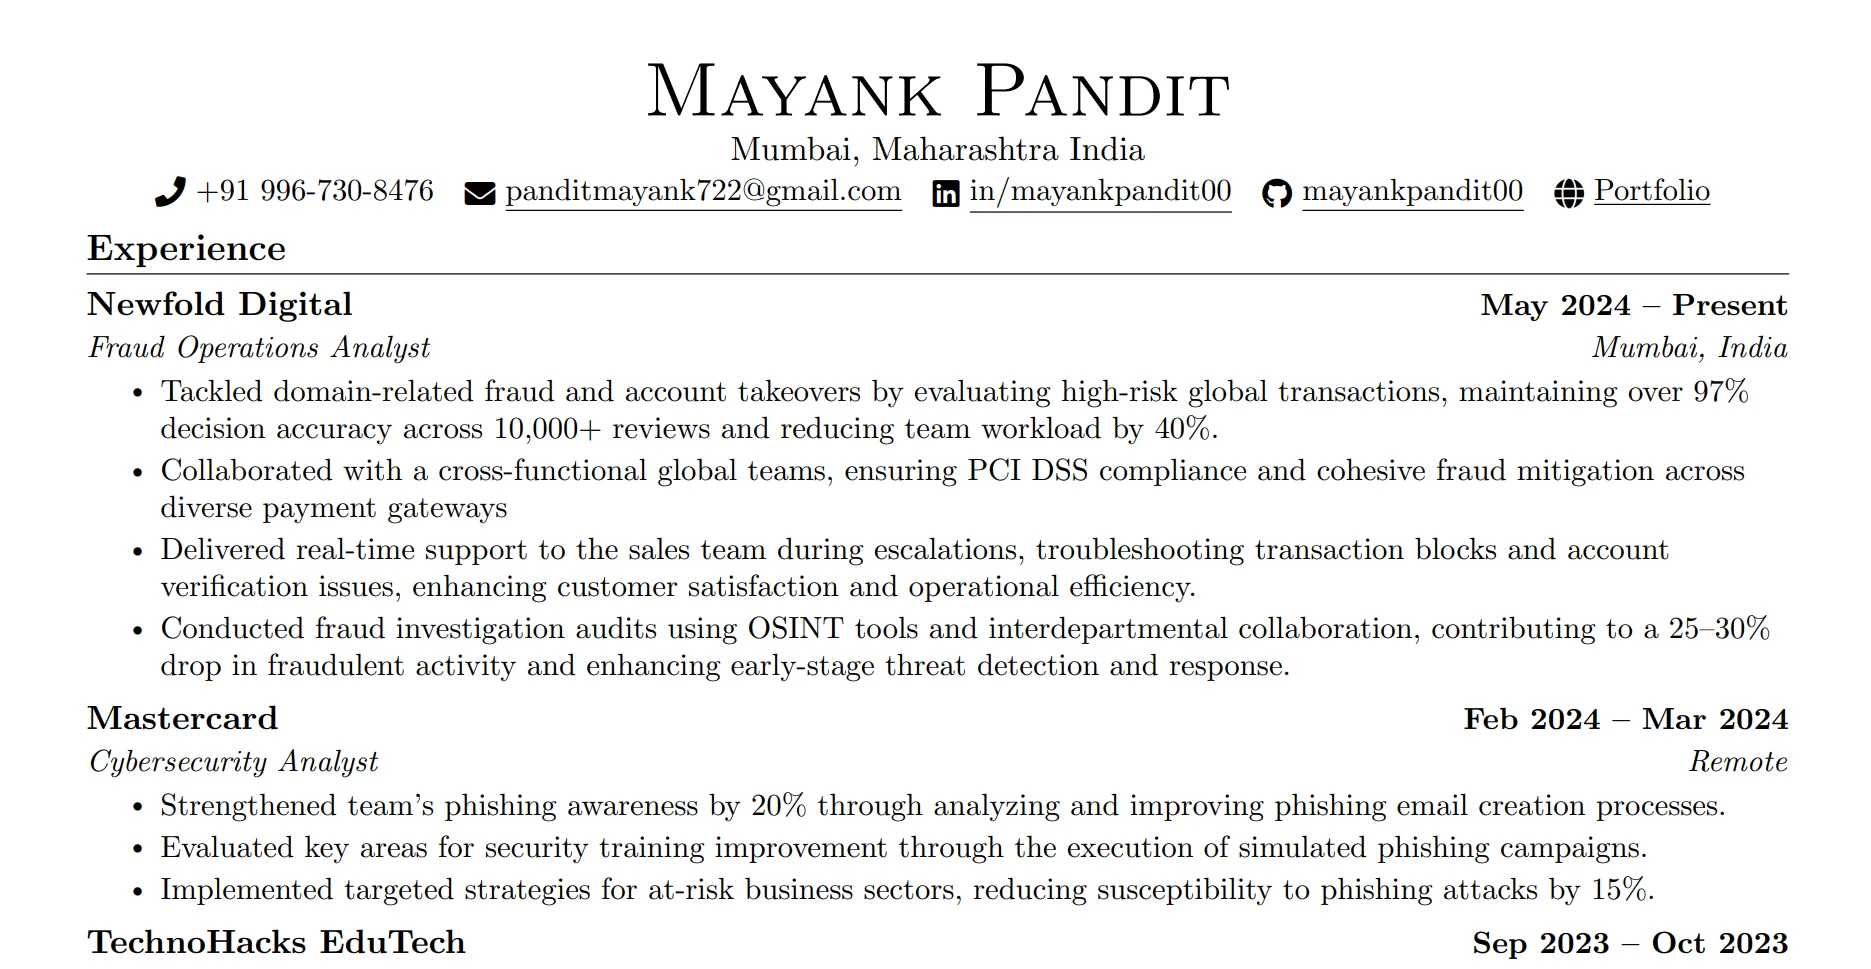 Mayank Pandit
Mumbai, Maharashtra India
+91 996-730-8476 panditmayank722@gmail.com in/mayankpandit00 mayankpandit00 Portfolio
Experience
Newfold Digital May 2024 – Present
Fraud Operations Analyst Mumbai, India
• Tackled domain-related fraud and account takeovers by evaluating high-risk global transactions, maintaining over 97%
decision accuracy across 10,000+ reviews and reducing team workload by 40%.
• Collaborated with a cross-functional global teams, ensuring PCI DSS compliance and cohesive fraud mitigation across
diverse payment gateways
• Delivered real-time support to the sales team during escalations, troubleshooting transaction blocks and account
verification issues, enhancing customer satisfaction and operational efficiency.
• Conducted fraud investigation audits using OSINT tools and interdepartmental collaboration, contributing to a 25–30%
drop in fraudulent activity and enhancing early-stage threat detection and response.
Mastercard Feb 2024 – Mar 2024
Cybersecurity Analyst Remote
• Strengthened team's phishing awareness by 20% through analyzing and improving phishing email creation processes.
• Evaluated key areas for security training improvement through the execution of simulated phishing campaigns.
• Implemented targeted strategies for at-risk business sectors, reducing susceptibility to phishing attacks by 15%.
TechnoHacks EduTech Sep 2023 – Oct 2023